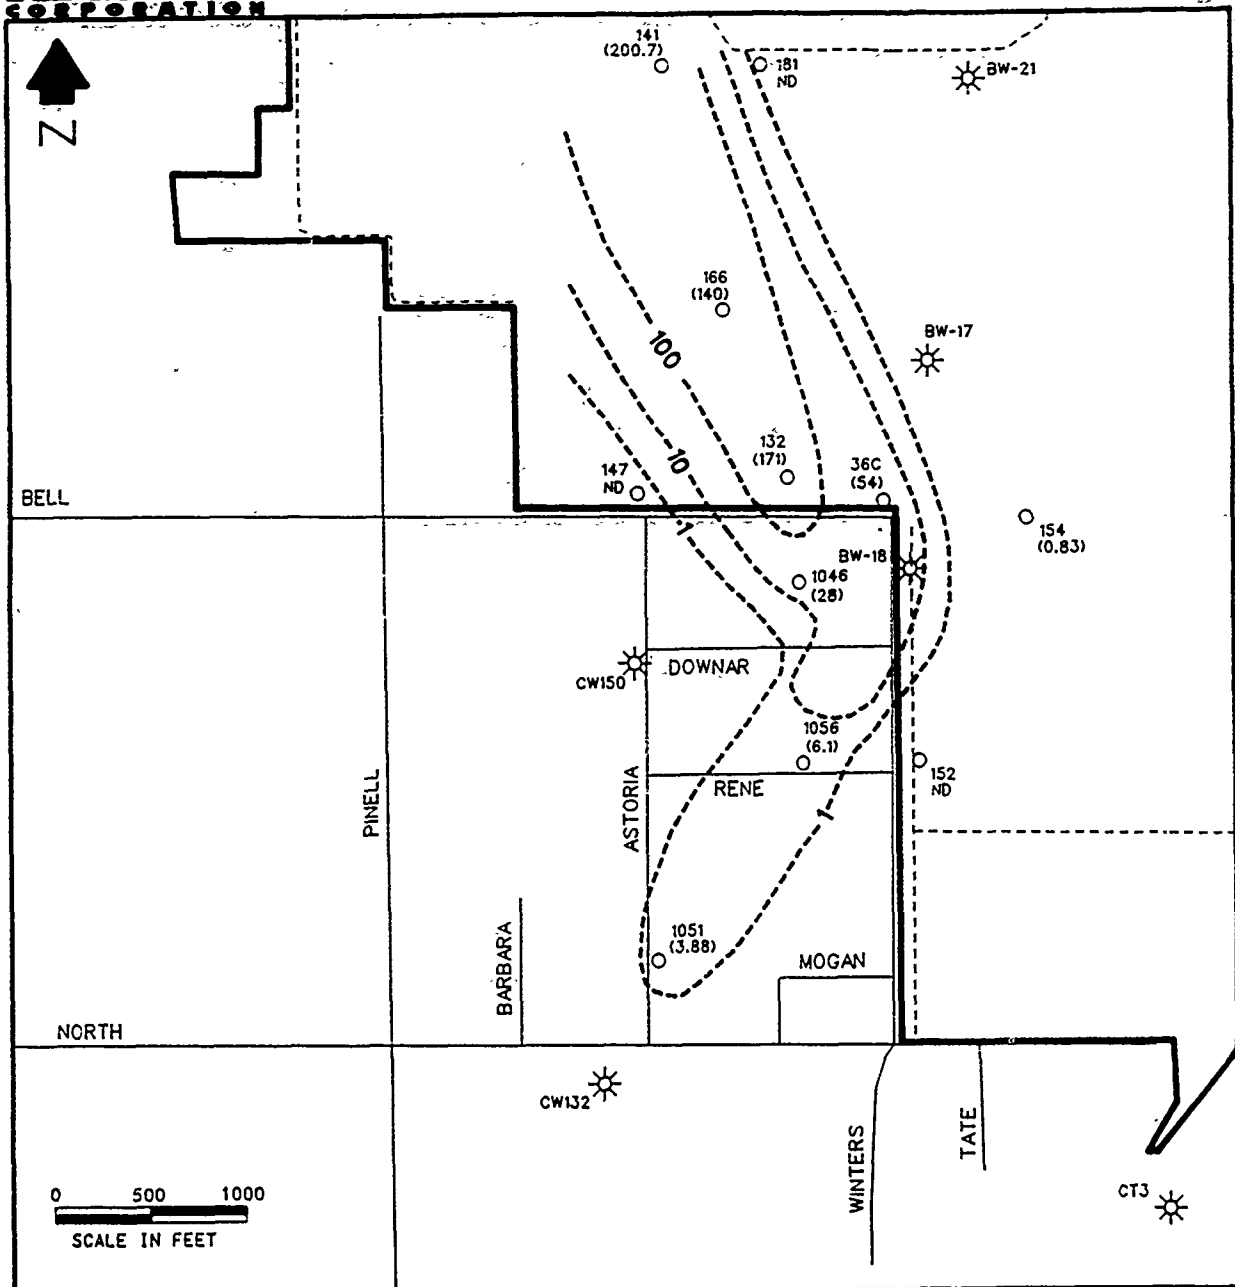 CORPORATION
Z
141
(200.7)
181
ND
BW-21
166
(140)
BW-17
100
10
1
132
(171)
36C
(54)
147
ND
BELL
154
(0.83)
BW-18
1046
(28)
CW150
DOWNAR
1056
(6.1)
152
ND
RENE
PINELL
ASTORIA
1
BARBARA
1051
(3.88)
MOGAN
NORTH
CW132
WINTERS
TATE
CT3
0 500 1000
SCALE IN FEET